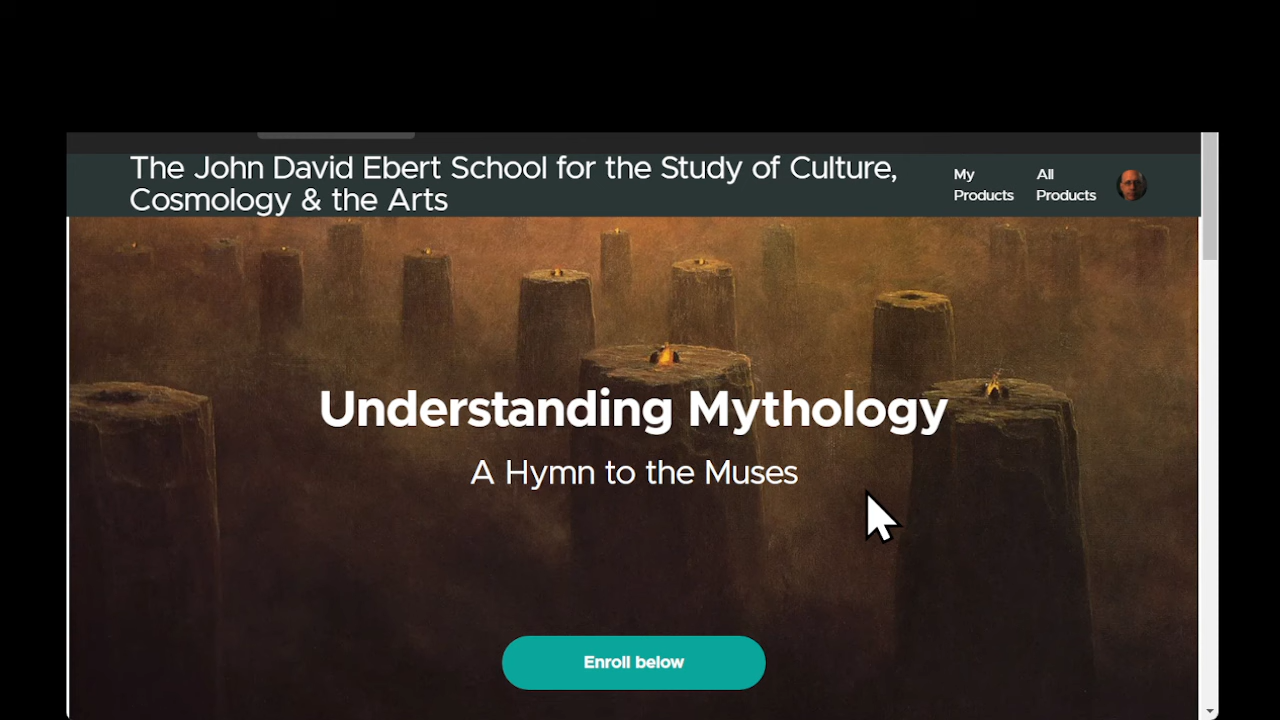 The John David Ebert School for the Study of Culture,
Cosmology & the Arts
My
Products
All
Products
Understanding Mythology
A Hymn to the Muses
Enroll below